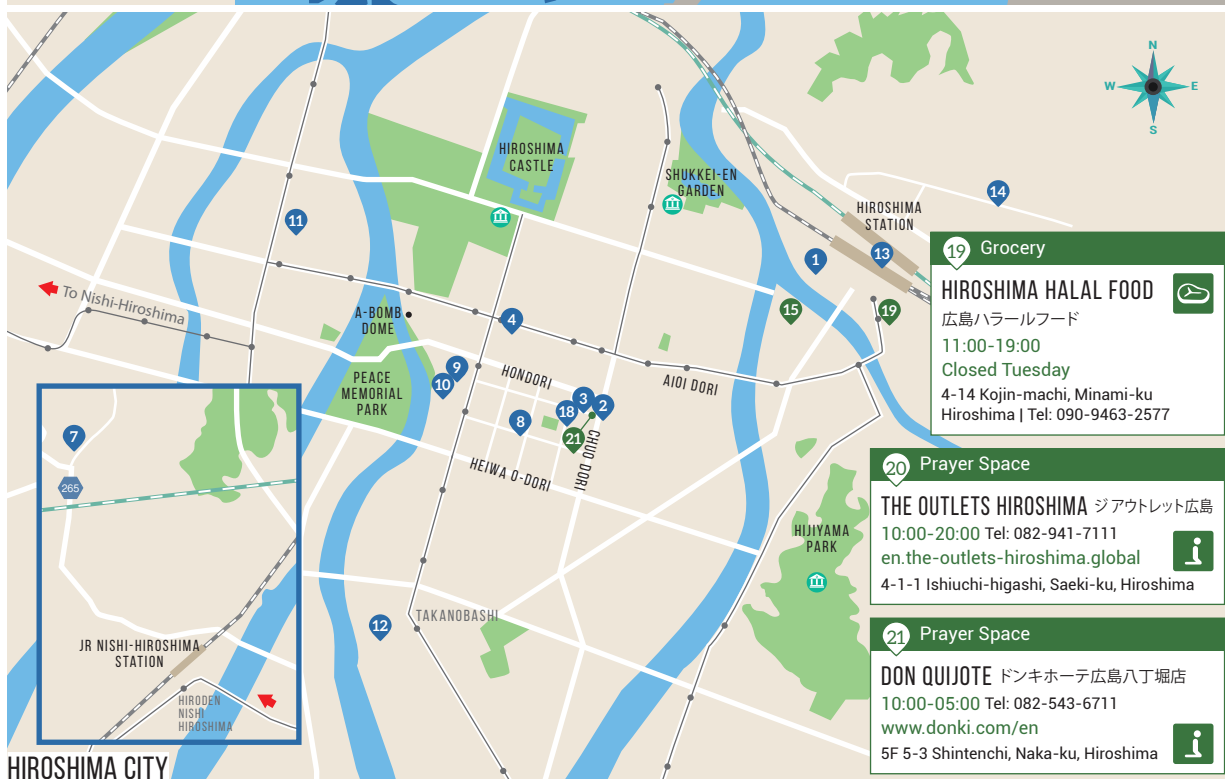 N
W
E
S
HIROSHIMA
CASTLE
SHUKKEI-EN
GARDEN
HIROSHIMA
STATION
14
11
13
1
To Nishi-Hiroshima
A-BOMB
DOME
4
15
19
PEACE
MEMORIAL
PARK
9
10
HONDORI
AIOI DORI
3
2
18
8
21
CHUO DORI
HEIWA O-DORI
HIJIYAMA
PARK
TAKANOBASHI
12
7
265
JR NISHI-HIROSHIMA
STATION
HIRODEN
NISHI
HIROSHIMA
HIROSHIMA CITY
19 Grocery
HIROSHIMA HALAL FOOD
広島ハラールフード
11:00-19:00
Closed Tuesday
4-14 Kojin-machi, Minami-ku
Hiroshima | Tel: 090-9463-2577
20 Prayer Space
THE OUTLETS HIROSHIMA ジ アウトレット広島
10:00-20:00 Tel: 082-941-7111
en.the-outlets-hiroshima.global
4-1-1 Ishiuchi-higashi, Saeki-ku, Hiroshima
21 Prayer Space
DON QUIJOTE ドンキホーテ広島八丁堀店
10:00-05:00 Tel: 082-543-6711
www.donki.com/en
5F 5-3 Shintenchi, Naka-ku, Hiroshima